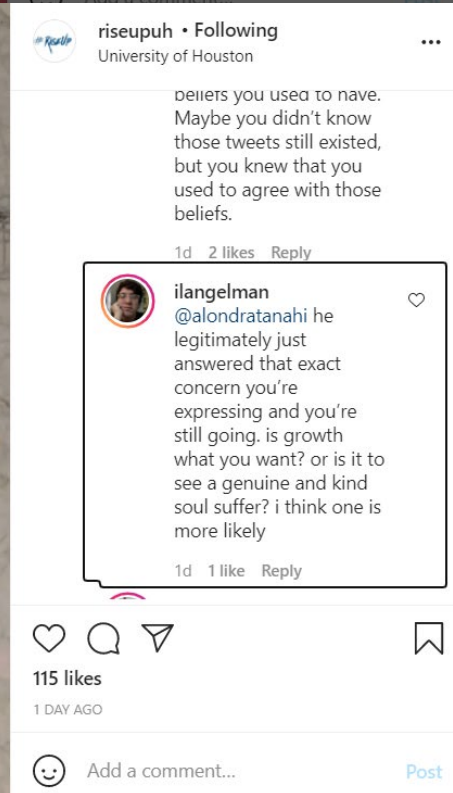 RiseUp
riseupuh • Following
University of Houston
beliefs you used to have.
Maybe you didn't know
those tweets still existed,
but you knew that you
used to agree with those
beliefs.
1d 2 likes Reply
ilangelman
@alondratanahi he
legitimately just
answered that exact
concern you're
expressing and you're
still going. is growth
what you want? or is it to
see a genuine and kind
soul suffer? i think one is
more likely
1d 1 like Reply
115 likes
1 DAY AGO
Add a comment...
Post